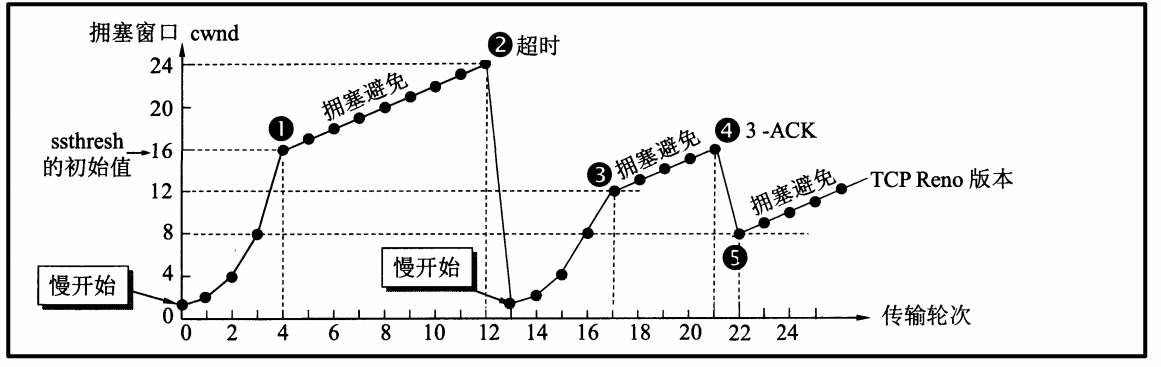 拥塞窗口 cwnd
❷ 超时
24
拥塞避免
20
❶
ssthresh
的初始值
16
❹ 3 -ACK
❸ 拥塞避免
12
拥塞避免
TCP Reno 版本
8
❺
4
慢开始
慢开始
0
0 2 4 6 8 10 12 14 16 18 20 22 24
传输轮次